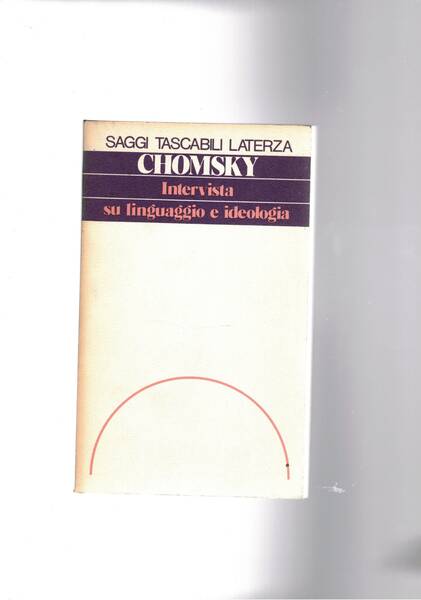 SAGGI TASCABILI LATERZA
CHOMSKY
Intervista
su linguaggio e ideologia